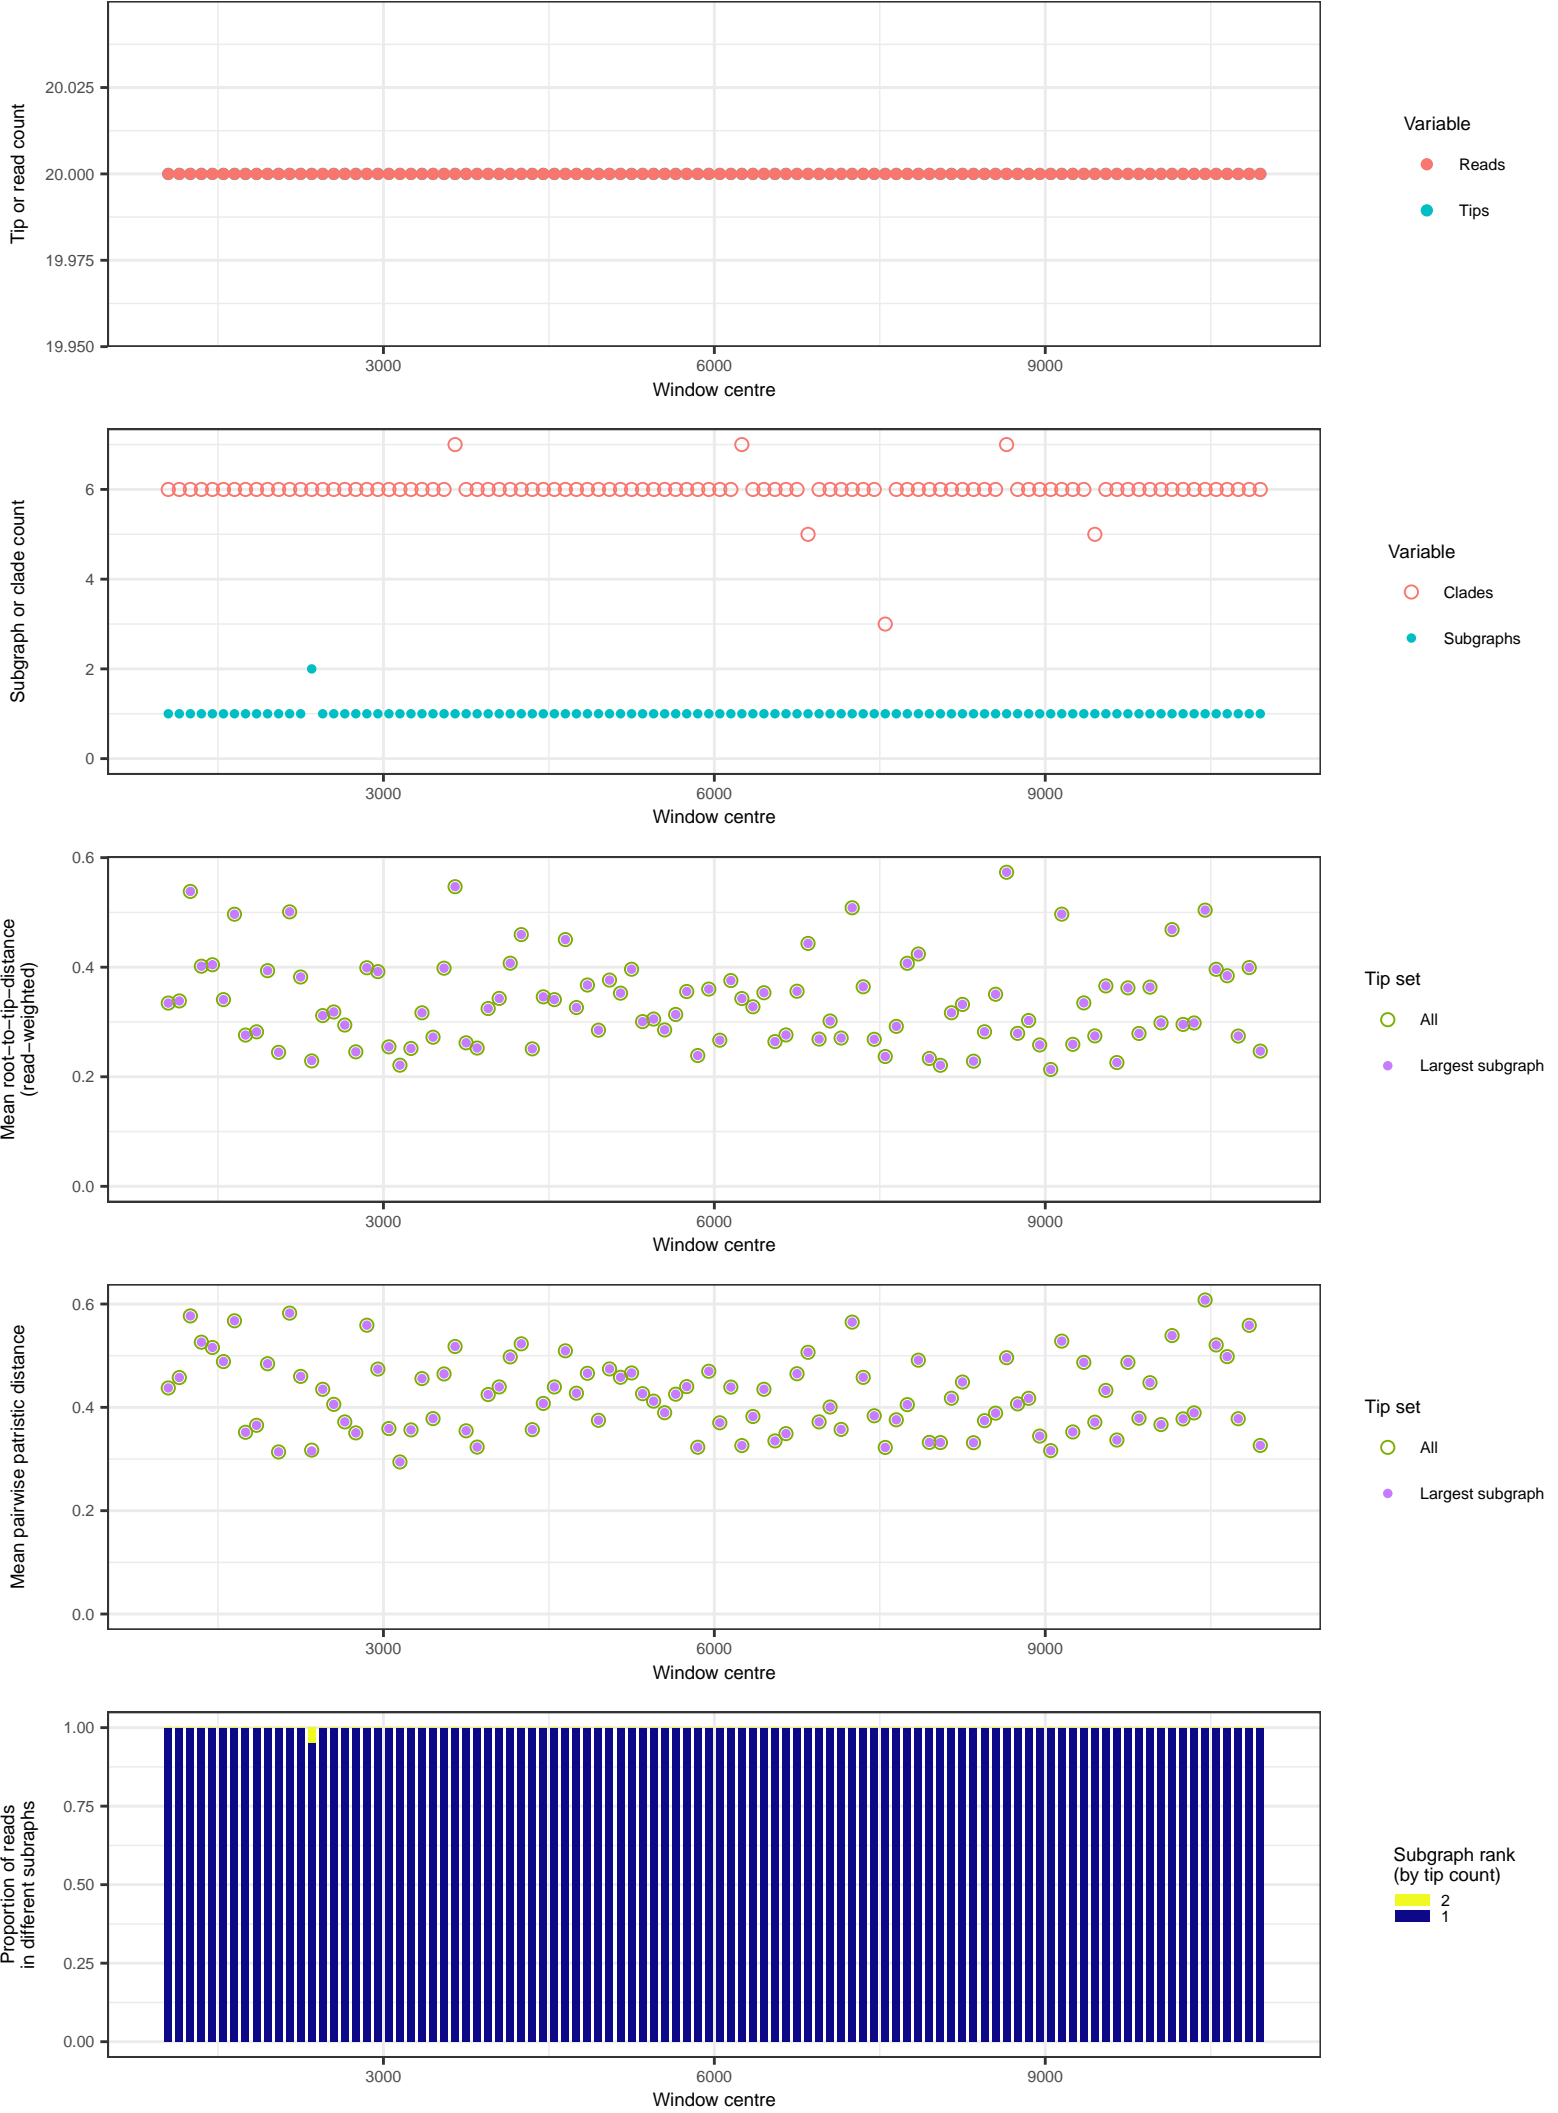 20.025
20.000
19.975
19.950
Tip or read count
3000 6000 9000
Window centre
Variable
Reads
Tips
6
4
2
0
Subgraph or clade count
3000 6000 9000
Window centre
Variable
Clades
Subgraphs
0.6
0.4
0.2
0.0
Mean root-to-tip-distance
(read-weighted)
3000 6000 9000
Window centre
Tip set
All
Largest subgraph
0.6
0.4
0.2
0.0
Mean pairwise patristic distance
3000 6000 9000
Window centre
Tip set
All
Largest subgraph
1.00
0.75
0.50
0.25
0.00
Proportion of reads
in different subraphs
3000 6000 9000
Window centre
Subgraph rank
(by tip count)
2
1